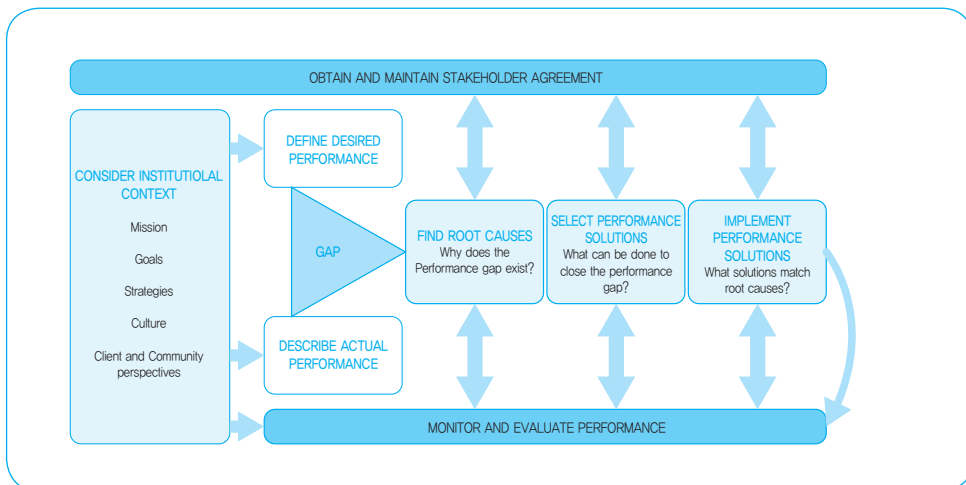 OBTAIN AND MAINTAIN STAKEHOLDER AGREEMENT
CONSIDER INSTITUTIOLAL
CONTEXT
Mission
Goals
Strategies
Culture
Client and Community
perspectives
DEFINE DESIRED
PERFORMANCE
GAP
DESCRIBE ACTUAL
PERFORMANCE
FIND ROOT CAUSES
Why does the
Performance gap exist?
SELECT PERFORMANCE
SOLUTIONS
What can be done to
close the performance
gap?
IMPLEMENT
PERFORMANCE
SOLUTIONS
What solutions match
root causes?
MONITOR AND EVALUATE PERFORMANCE